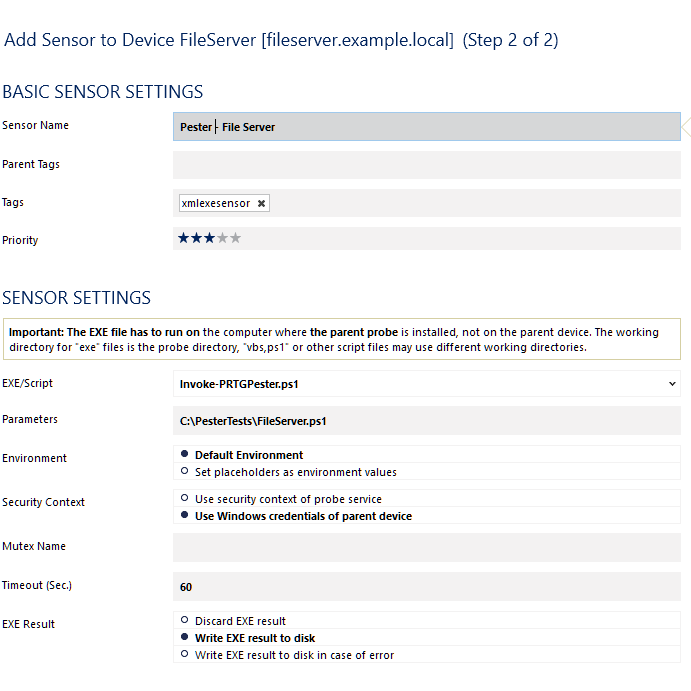 Add Sensor to Device FileServer [fileserver.example.local] (Step 2 of 2)
BASIC SENSOR SETTINGS
Sensor Name
Pester - File Server
Parent Tags
Tags
xmlexesensor ✖
Priority
SENSOR SETTINGS
Important: The EXE file has to run on the computer where the parent probe is installed, not on the parent device. The working
directory for "exe" files is the probe directory, "vbs,ps1" or other script files may use different working directories.
EXE/Script
Invoke-PRTGPester.ps1
Parameters
C:\PesterTests\FileServer.ps1
Environment
Default Environment
Set placeholders as environment values
Security Context
Use security context of probe service
Use Windows credentials of parent device
Mutex Name
Timeout (Sec.)
60
EXE Result
Discard EXE result
Write EXE result to disk
Write EXE result to disk in case of error